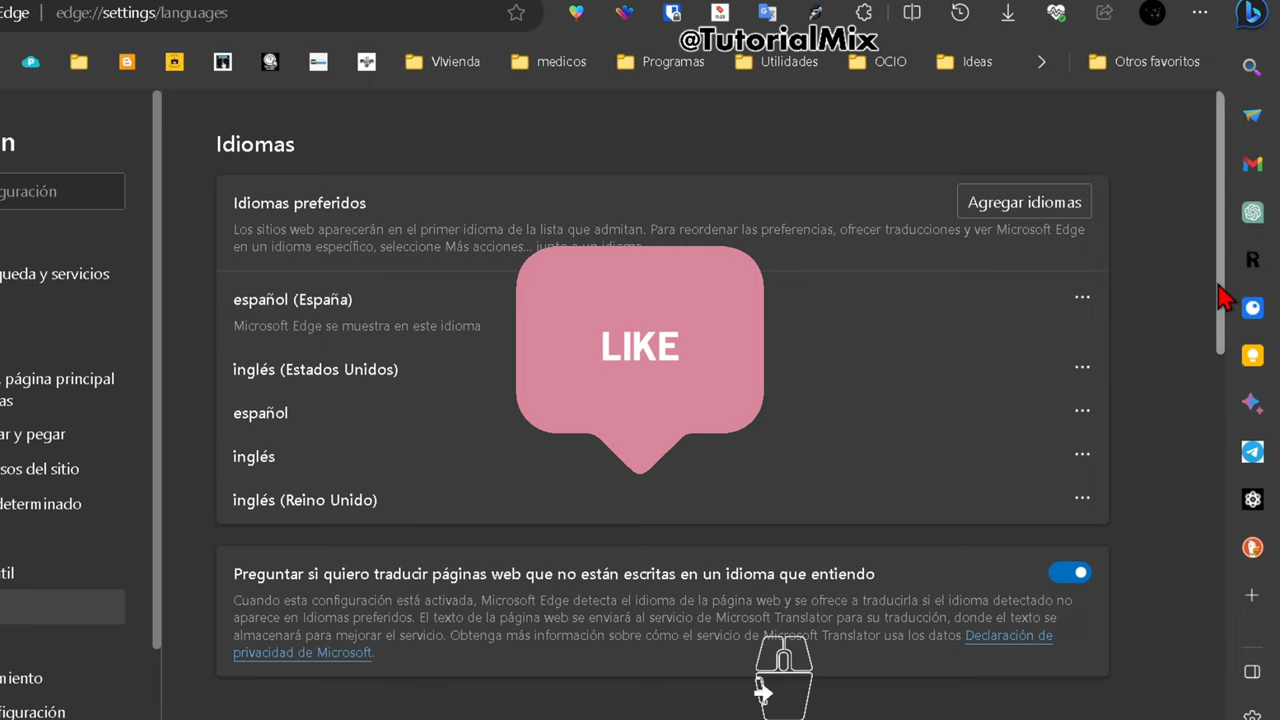 Edge
edge://settings/languages
@TutorialMix
VIvienda
medicos
Programas
Utilidades
OCIO
Ideas
Otros favoritos
Idiomas
Idiomas preferidos
Agregar idiomas
Los sitios web aparecerán en el primer idioma de la lista que admitan. Para reordenar las preferencias, ofrecer traducciones y ver Microsoft Edge
en un idioma específico, seleccione Más acciones... junto a un idioma.
español (España)
Microsoft Edge se muestra en este idioma
LIKE
inglés (Estados Unidos)
español
inglés
inglés (Reino Unido)
Preguntar si quiero traducir páginas web que no están escritas en un idioma que entiendo
Cuando esta configuración está activada, Microsoft Edge detecta el idioma de la página web y se ofrece a traducirla si el idioma detectado no
aparece en Idiomas preferidos. El texto de la página web se enviará al servicio de Microsoft Translator para su traducción, donde el texto se
almacenará para mejorar el servicio. Obtenga más información sobre cómo el servicio de Microsoft Translator usa los datos Declaración de
privacidad de Microsoft.
n
guración
queda y servicios
, página principal
as
ar y pegar
sos del sitio
determinado
til
miento
figuración